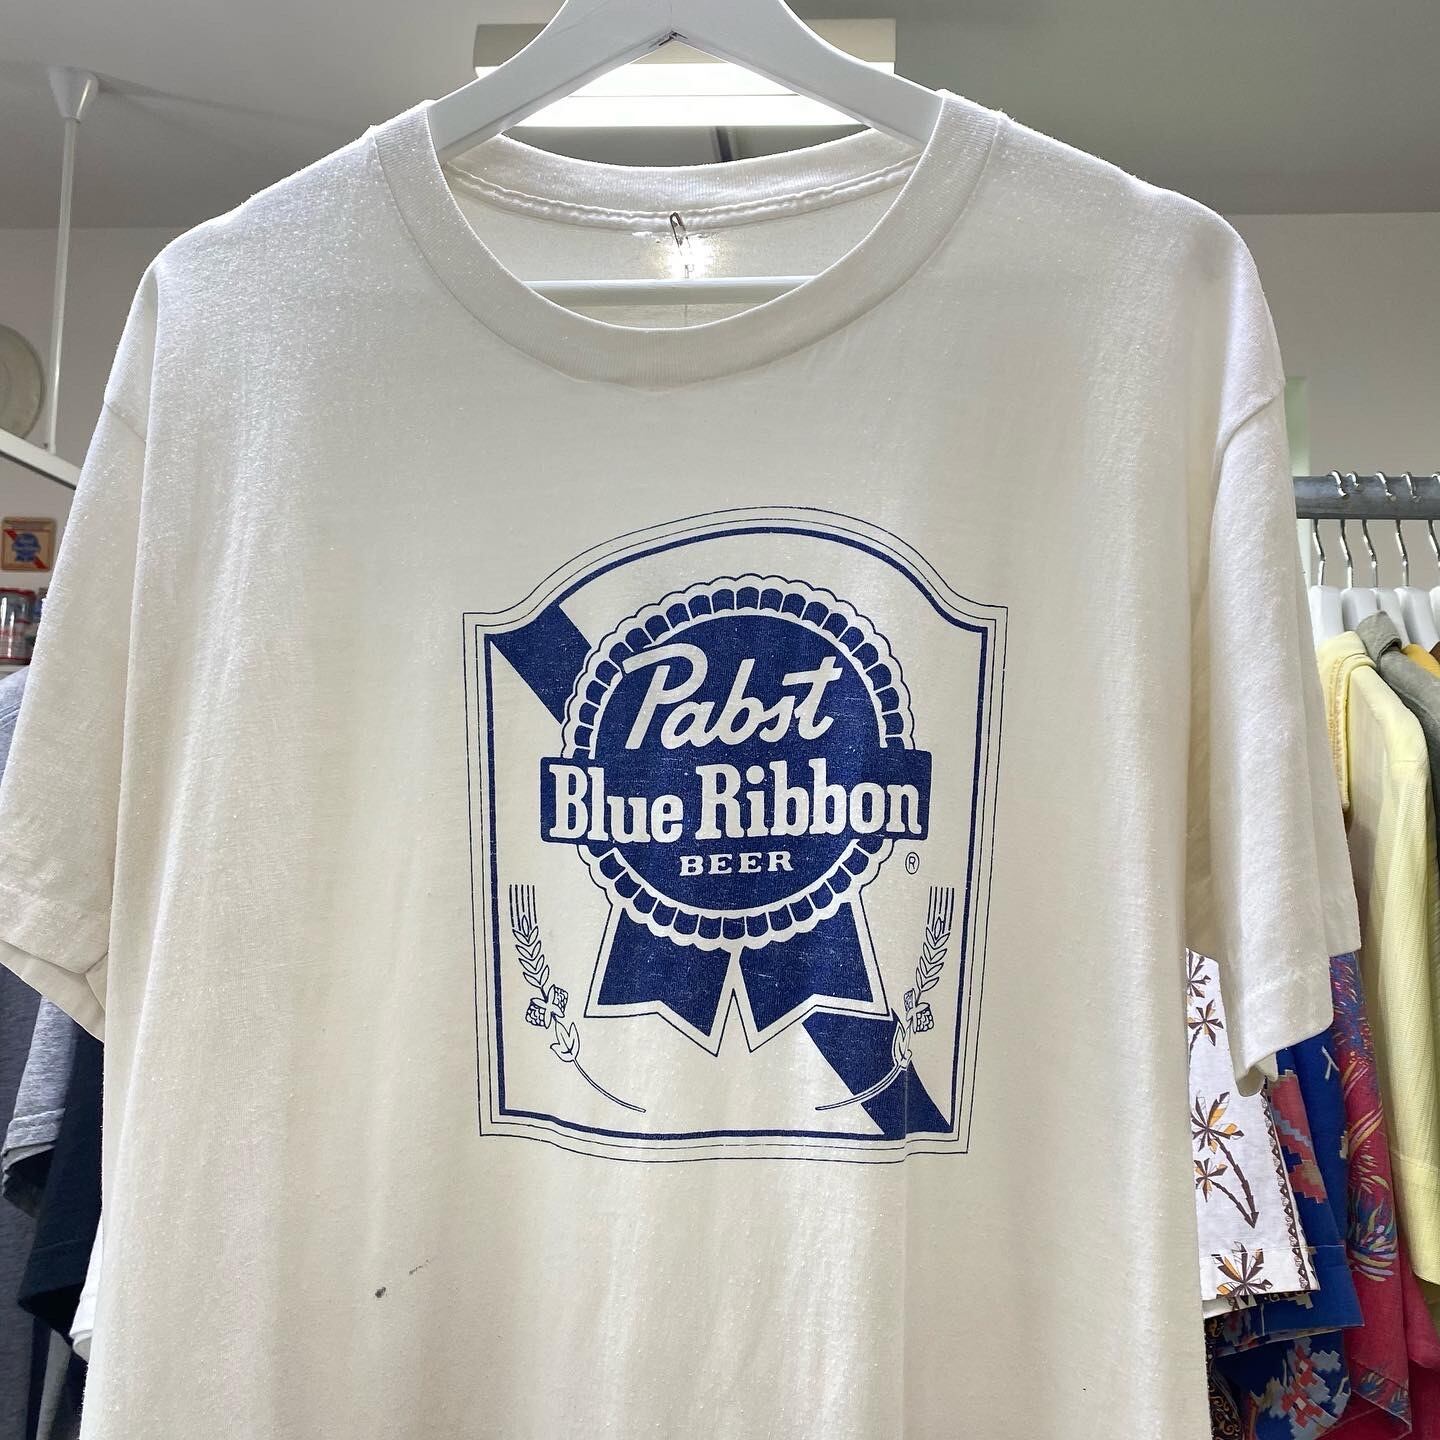 Pabst
Blue Ribbon
BEER
®